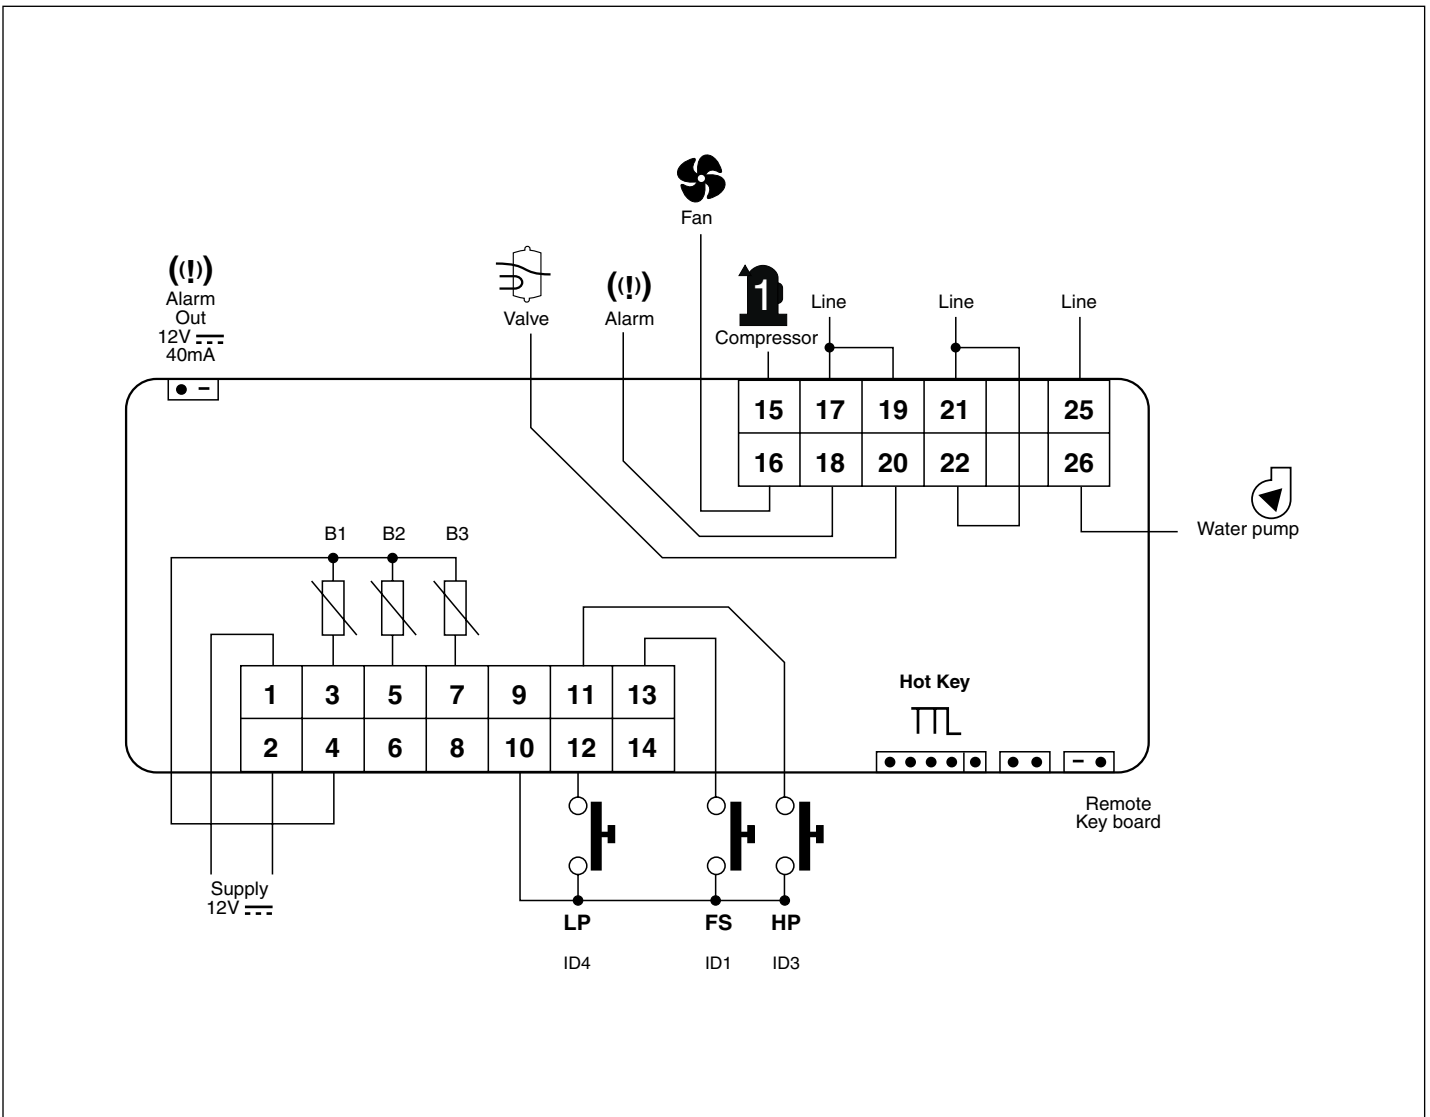 Fan
((!))
Alarm
Out
12V
40mA
Valve
((!))
Alarm
1
Compressor
Line
Line
Line
15 17 19 21 25
16 18 20 22 26
Water pump
B1 B2 B3
1 3 5 7 9 11 13
2 4 6 8 10 12 14
Hot Key
TTL
Remote
Key board
Supply
12V
LP FS HP
ID4 ID1 ID3